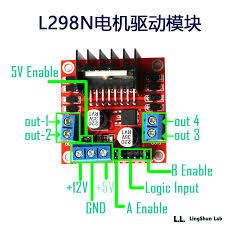 L298N电机驱动模块
5V Enable
out-1
out-2
out 4
out 3
B Enable
+12V
+5V
Logic Input
GND
A Enable
L.L. LingShun Lab